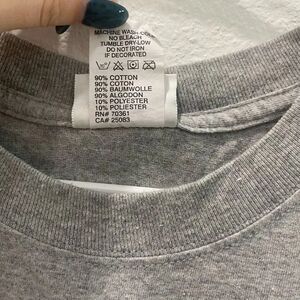 MACHINE WASH
NO BLEACH
TUMBLE DRY-LOW
DO NOT IRON
IF DECORATED
90% COTTON
90% COTON
90% BAUMWOLLE
90% ALGODON
10% POLYESTER
10% POLIESTER
RN# 70361
CA# 25083